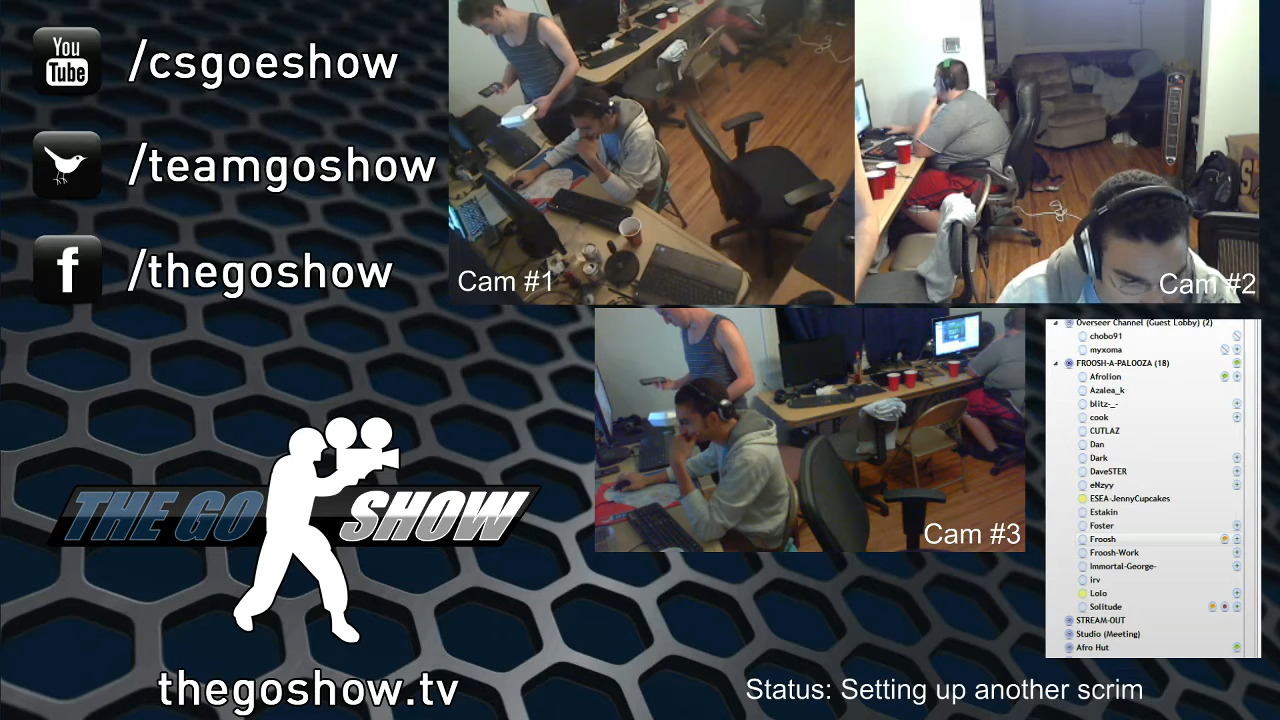 You
Tube
/csgoeshow
/teamgoshow
f
/thegoshow
THE GO SHOW
thegoshow.tv
Cam #1
Cam #2
Cam #3
Overseer Channel (Guest Lobby) (2)
chobo91
myxoma
FROOSH-A-PALOOZA (18)
Afrolion
Azalea_k
blitz-_-
cook
CUTLAZ
Dan
Dark
DaveSTER
eNzyy
ESEA-JennyCupcakes
Estakin
Foster
Froosh
Froosh-Work
Immortal-George-
irv
Lolo
Solitude
STREAM-OUT
Studio (Meeting)
Afro Hut
Status: Setting up another scrim